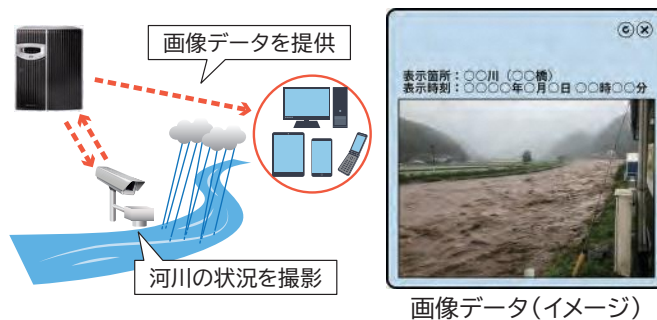 画像データを提供
河川の状況を撮影
表示箇所：○○川（○○橋）
表示時刻：○○○○年○月○日 ○○時○○分
画像データ（イメージ）